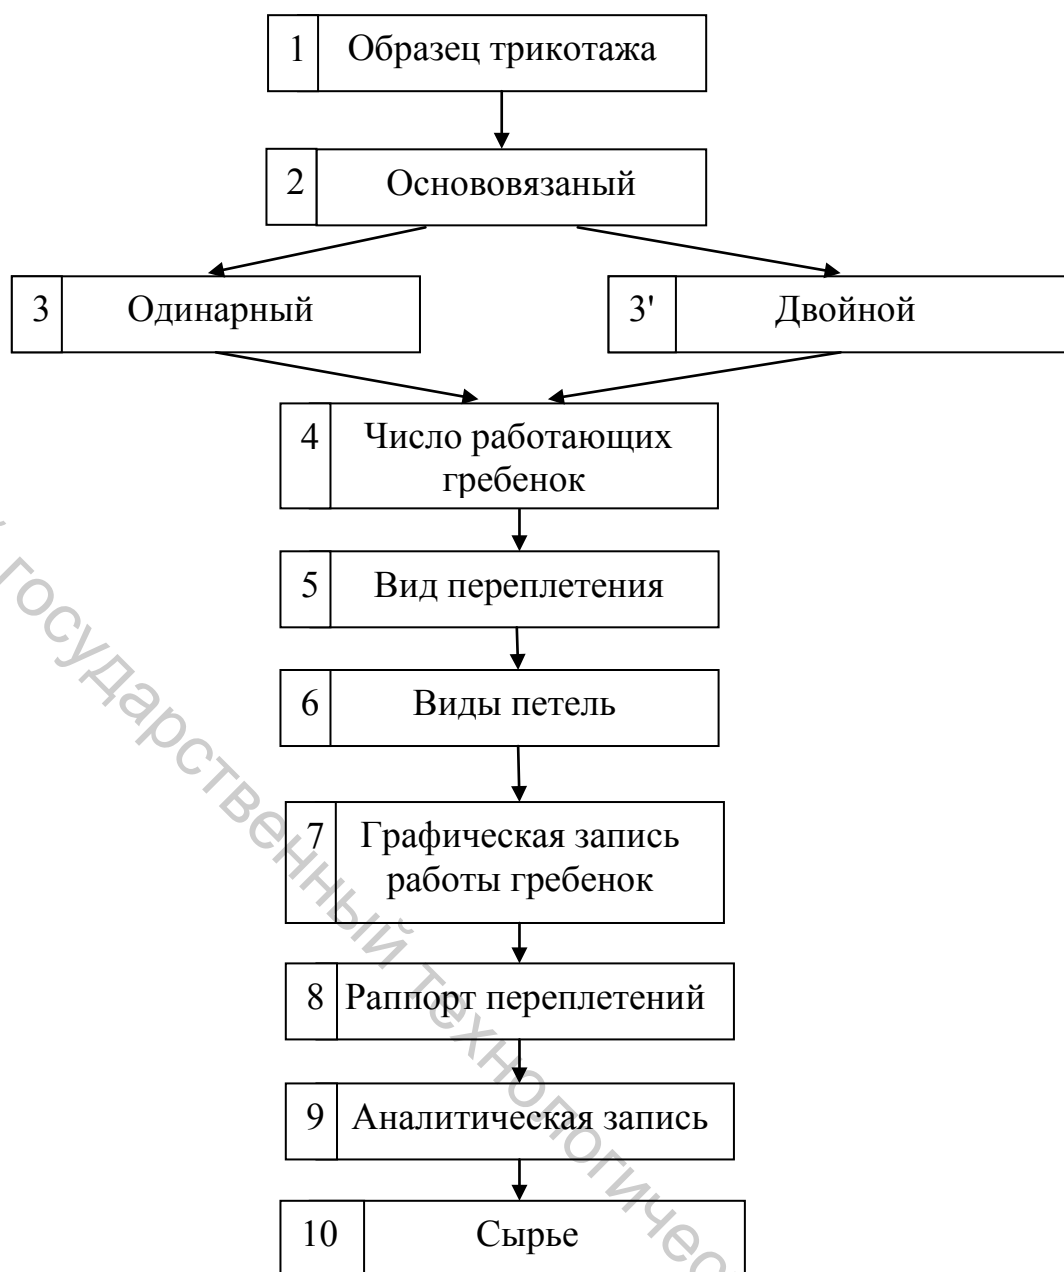 1 Образец трикотажа
2 Основовязаный
3 Одинарный
3' Двойной
4 Число работающих
гребенок
5 Вид переплетения
6 Виды петель
7 Графическая запись
работы гребенок
8 Раппорт переплетений
9 Аналитическая запись
10 Сырье
государственный